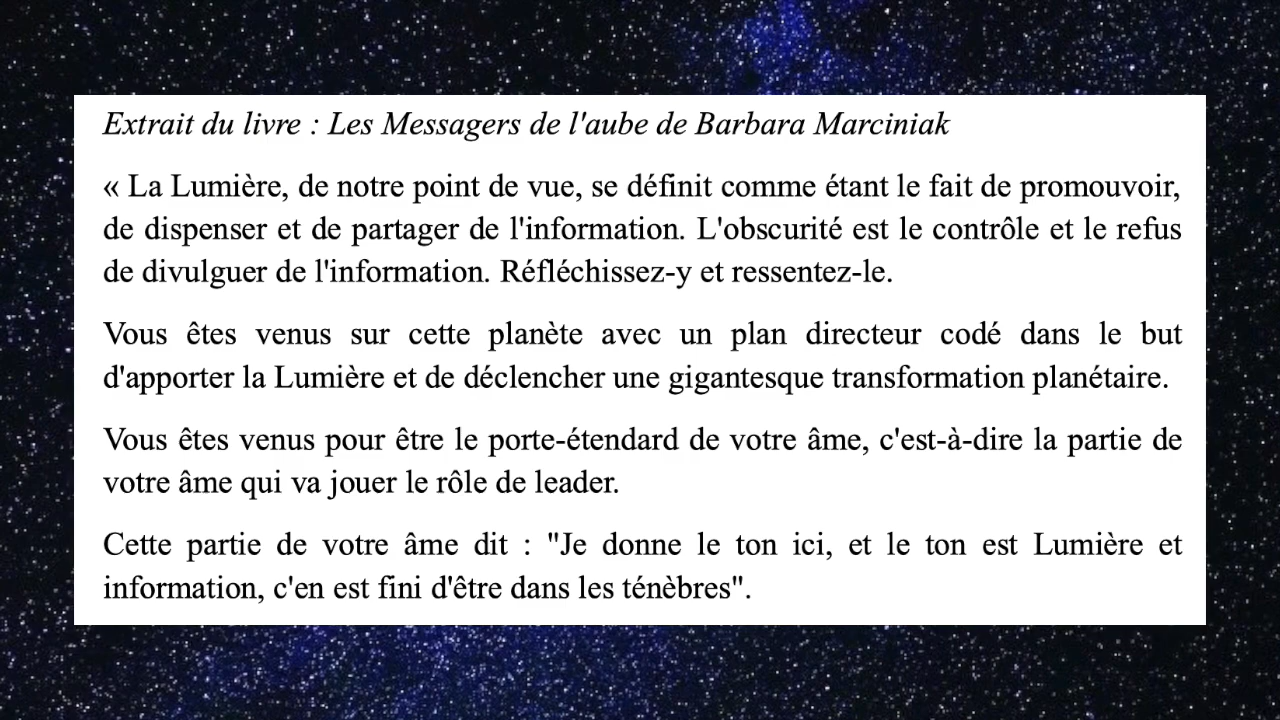 Extrait du livre : Les Messagers de l'aube de Barbara Marciniak
« La Lumière, de notre point de vue, se définit comme étant le fait de promouvoir,
de dispenser et de partager de l'information. L'obscurité est le contrôle et le refus
de divulguer de l'information. Réfléchissez-y et ressentez-le.
Vous êtes venus sur cette planète avec un plan directeur codé dans le but
d'apporter la Lumière et de déclencher une gigantesque transformation planétaire.
Vous êtes venus pour être le porte-étendard de votre âme, c'est-à-dire la partie de
votre âme qui va jouer le rôle de leader.
Cette partie de votre âme dit : "Je donne le ton ici, et le ton est Lumière et
information, c'en est fini d'être dans les ténèbres".